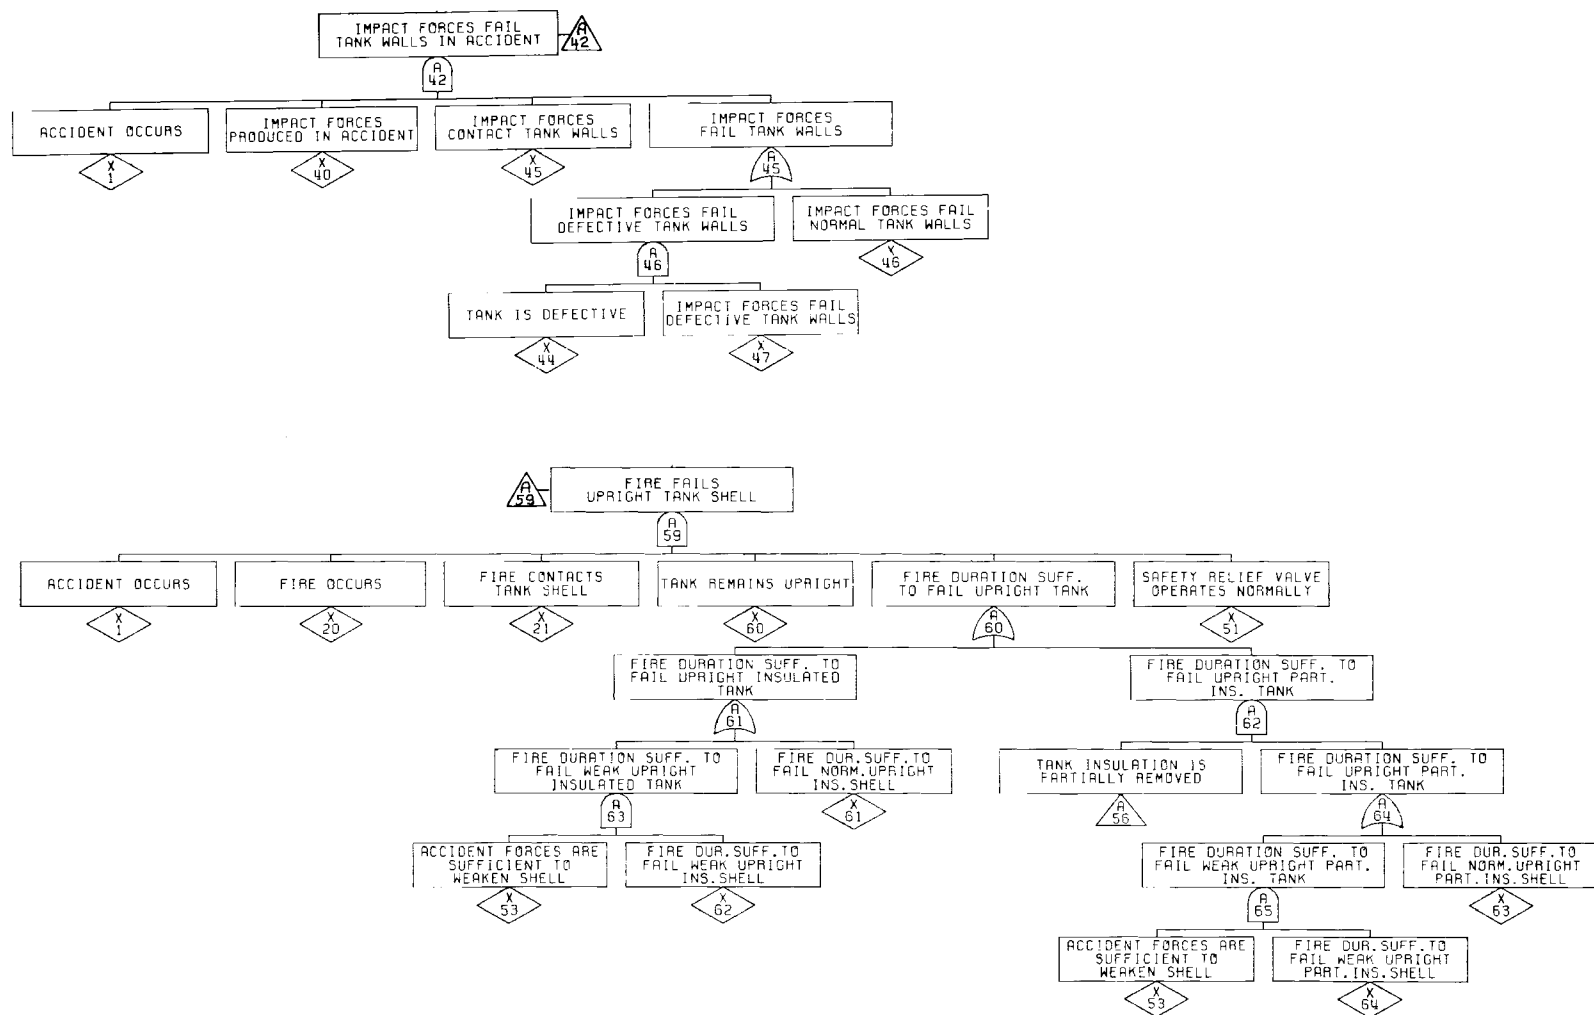 IMPACT FORCES FAIL
TANK WALLS IN ACCIDENT
A
42
A
42
ACCIDENT OCCURS
IMPACT FORCES
PRODUCED IN ACCIDENT
IMPACT FORCES
CONTACT TANK WALLS
IMPACT FORCES
FAIL TANK WALLS
X
1
X
40
X
45
A
45
IMPACT FORCES FAIL
DEFECTIVE TANK WALLS
IMPACT FORCES FAIL
NORMAL TANK WALLS
A
46
X
46
TANK IS DEFECTIVE
IMPACT FORCES FAIL
DEFECTIVE TANK WALLS
X
44
X
47
A
59
FIRE FAILS
UPRIGHT TANK SHELL
A
59
ACCIDENT OCCURS
FIRE OCCURS
FIRE CONTACTS
TANK SHELL
TANK REMAINS UPRIGHT
FIRE DURATION SUFF.
TO FAIL UPRIGHT TANK
SAFETY RELIEF VALVE
OPERATES NORMALLY
X
1
X
20
X
21
X
60
A
60
X
51
FIRE DURATION SUFF. TO
FAIL UPRIGHT INSULATED
TANK
FIRE DURATION SUFF. TO
FAIL UPRIGHT PART.
INS. TANK
A
61
A
62
FIRE DURATION SUFF. TO
FAIL WEAK UPRIGHT
INSULATED TANK
FIRE DUR.SUFF.TO
FAIL NORM.UPRIGHT
INS.SHELL
TANK INSULATION IS
PARTIALLY REMOVED
FIRE DURATION SUFF. TO
FAIL UPRIGHT PART.
INS. TANK
A
63
X
61
A
56
A
64
ACCIDENT FORCES ARE
SUFFICIENT TO
WEAKEN SHELL
FIRE DUR.SUFF.TO
FAIL WEAK UPRIGHT
INS.SHELL
FIRE DURATION SUFF. TO
FAIL WEAK UPRIGHT PART.
INS. TANK
FIRE DUR.SUFF.TO
FAIL NORM.UPRIGHT
PART.INS.SHELL
X
53
X
62
A
65
X
63
ACCIDENT FORCES ARE
SUFFICIENT TO
WEAKEN SHELL
FIRE DUR.SUFF.TO
FAIL WEAK UPRIGHT
PART.INS.SHELL
X
53
X
64